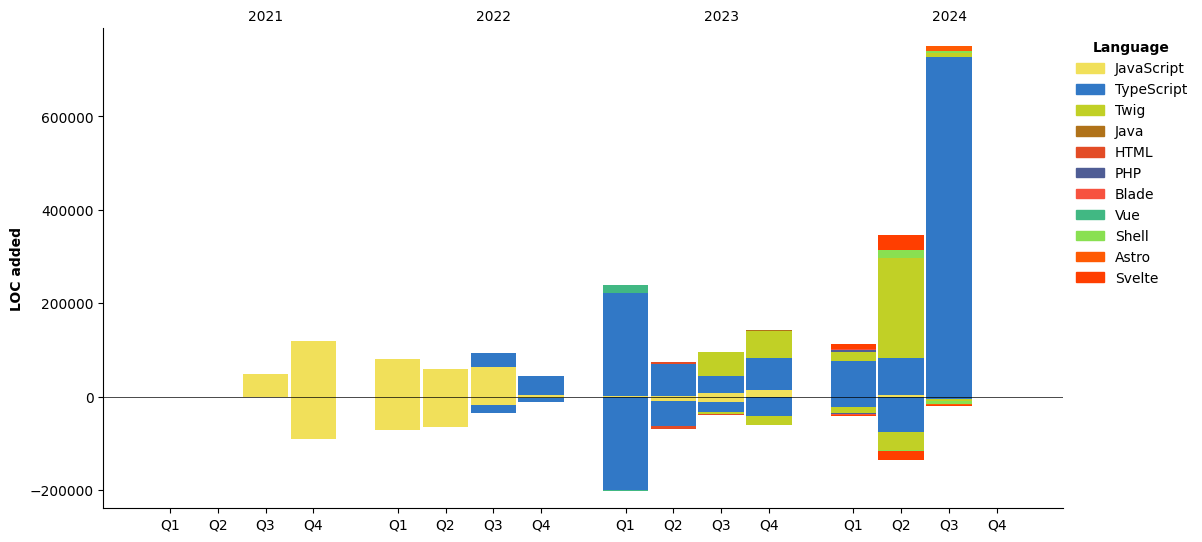 2021 2022 2023 2024
Language
JavaScript
TypeScript
Twig
Java
HTML
PHP
Blade
Vue
Shell
Astro
Svelte
LOC added
600000
400000
200000
0
−200000
Q1 Q2 Q3 Q4 Q1 Q2 Q3 Q4 Q1 Q2 Q3 Q4 Q1 Q2 Q3 Q4